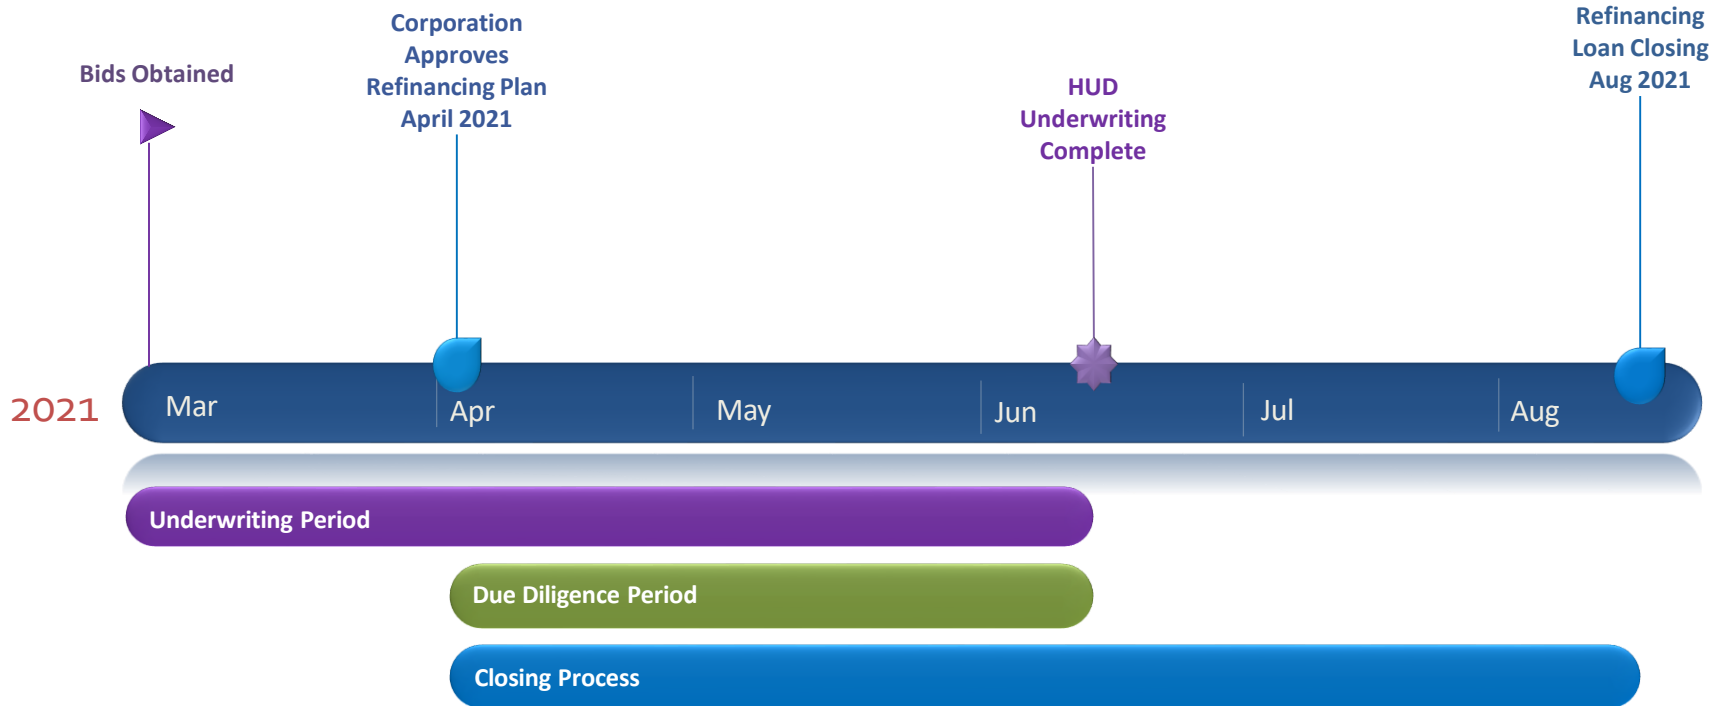 Bids Obtained
Corporation
Approves
Refinancing Plan
April 2021
HUD
Underwriting
Complete
Refinancing
Loan Closing
Aug 2021
2021
Mar
Apr
May
Jun
Jul
Aug
Underwriting Period
Due Diligence Period
Closing Process